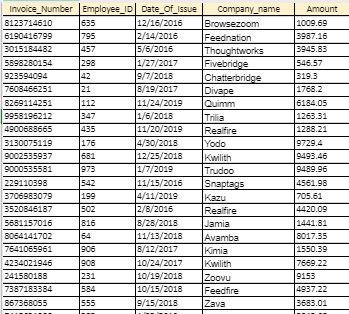 Invoice_Number Employee_ID Date_Of_Issue Company_name Amount
8123714610 635 12/16/2016 Browsezoom 1009.69
6190416799 795 2/14/2016 Feednation 3987.16
3015184482 457 5/6/2016 Thoughtworks 3945.83
5898280154 298 1/27/2017 Fivebridge 546.57
923594094 42 9/7/2018 Chatterbridge 319.3
7608466251 21 8/19/2017 Divape 1768.2
8269114251 112 11/24/2019 Quimm 6184.05
9958196212 347 1/6/2018 Trilia 1263.31
4900688665 435 11/20/2019 Realfire 1288.21
3130075119 176 4/30/2018 Yodo 9729.4
9002535937 681 12/25/2018 Kwilith 9493.46
9000535581 973 1/7/2019 Trudoo 9489.96
229110398 542 11/15/2016 Snaptags 4561.98
3706983079 199 4/11/2019 Kazu 705.61
3520846187 502 2/8/2016 Realfire 4420.09
5681157016 816 8/28/2018 Jamia 1441.81
8064141702 64 11/13/2018 Avamba 8017.35
7641065961 906 8/12/2017 Kimia 1550.39
4234021946 908 10/24/2017 Kwilith 7669.22
241580188 231 10/19/2018 Zoovu 9153
7387183384 584 10/15/2018 Feedfire 4937.22
867368055 555 9/15/2018 Zava 3683.01